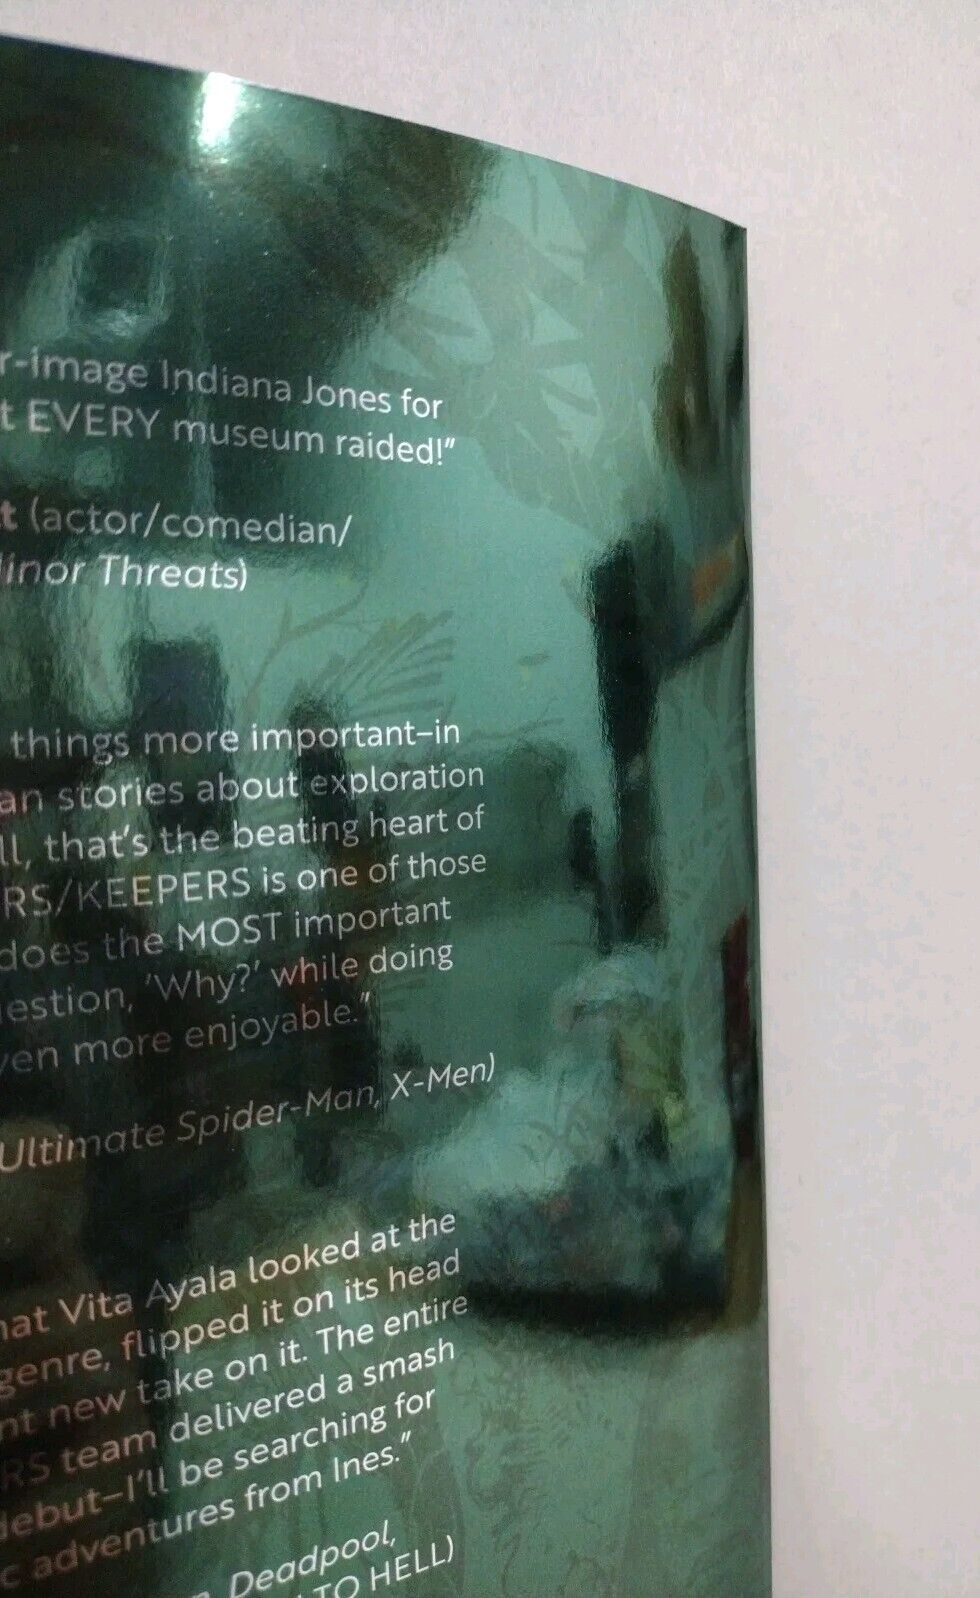 r-image Indiana Jones for
t EVERY museum raided!”
t (actor/comedian/
inor Threats)
things more important–in
an stories about exploration
ll, that’s the beating heart of
RS/KEEPERS is one of those
does the MOST important
estion, ‘Why?’ while doing
ven more enjoyable.”
Ultimate Spider-Man, X-Men)
hat Vita Ayala looked at the
genre, flipped it on its head
nt new take on it. The entire
RS team delivered a smash
debut–I’ll be searching for
c adventures from Ines.”
Deadpool,
TO HELL)